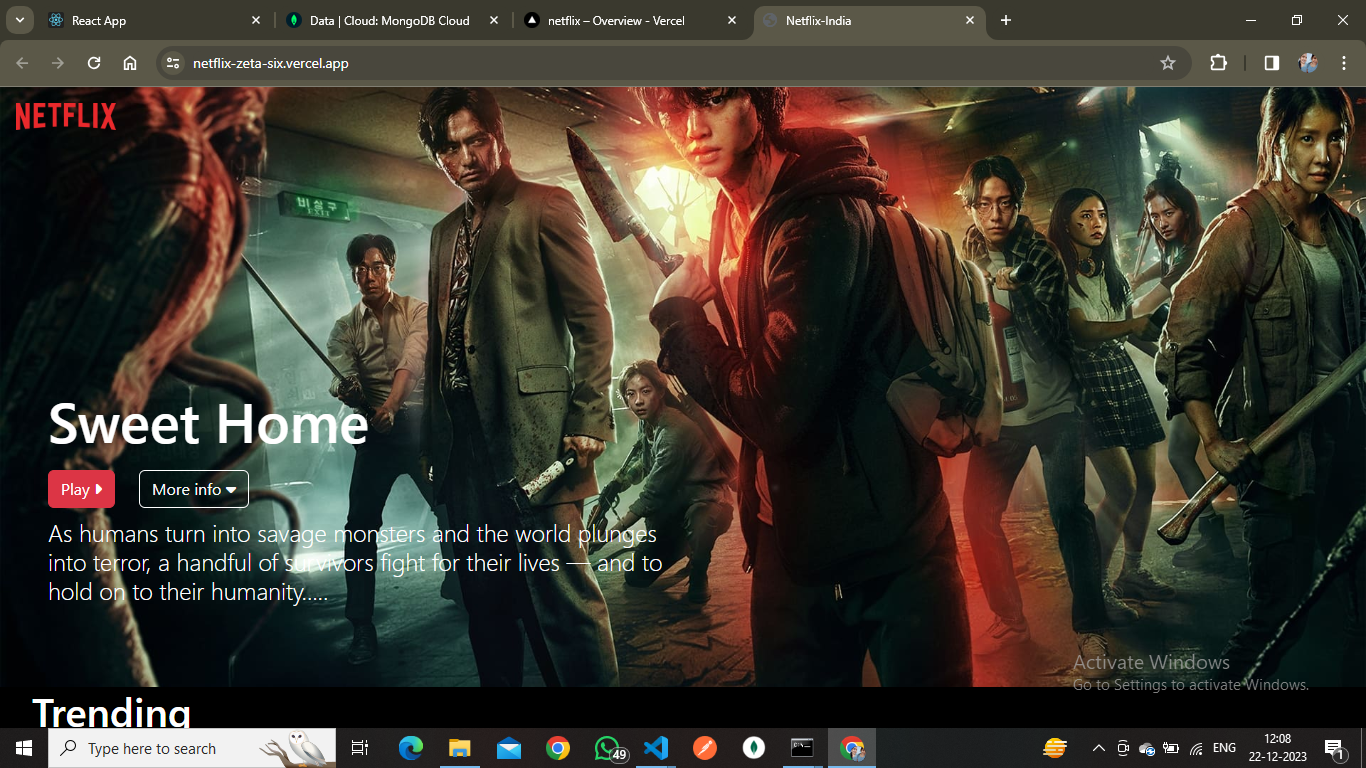 React App
Data | Cloud: MongoDB Cloud
netflix – Overview - Vercel
Netflix-India
netflix-zeta-six.vercel.app
NETFLIX
비상구
EXIT
Sweet Home
Play
More info
As humans turn into savage monsters and the world plunges
into terror, a handful of survivors fight for their lives — and to
hold on to their humanity.....
Activate Windows
Go to Settings to activate Windows.
Trending
Type here to search
49
ENG
12:08
22-12-2023
1